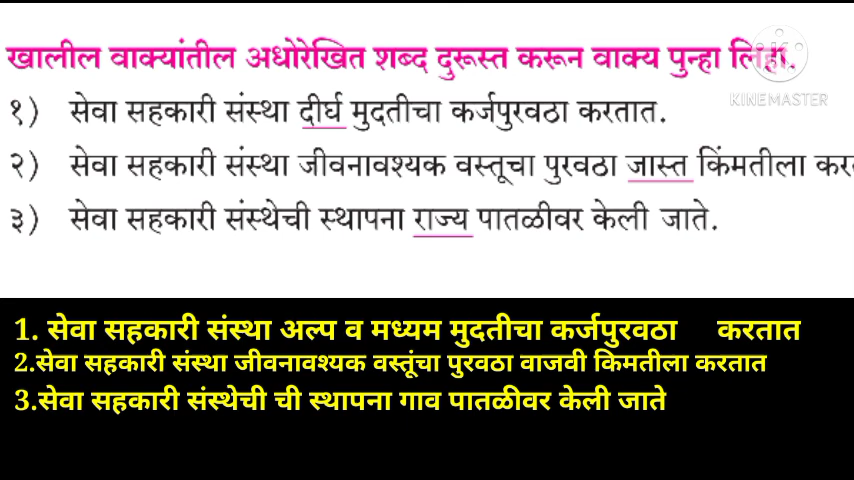 खालील वाक्यांतील अधोरेखित शब्द दुरूस्त करून वाक्य पुन्हा लिहा.
KINEMASTER
१) सेवा सहकारी संस्था दीर्घ मुदतीचा कर्जपुरवठा करतात.
२) सेवा सहकारी संस्था जीवनावश्यक वस्तूचा पुरवठा जास्त किंमतीला
३) सेवा सहकारी संस्थेची स्थापना राज्य पातळीवर केली जाते.
1. सेवा सहकारी संस्था अल्प व मध्यम मुदतीचा कर्जपुरवठा करतात
2.सेवा सहकारी संस्था जीवनावश्यक वस्तूंचा पुरवठा वाजवी किमतीला करतात
3.सेवा सहकारी संस्थेची ची स्थापना गाव पातळीवर केली जाते